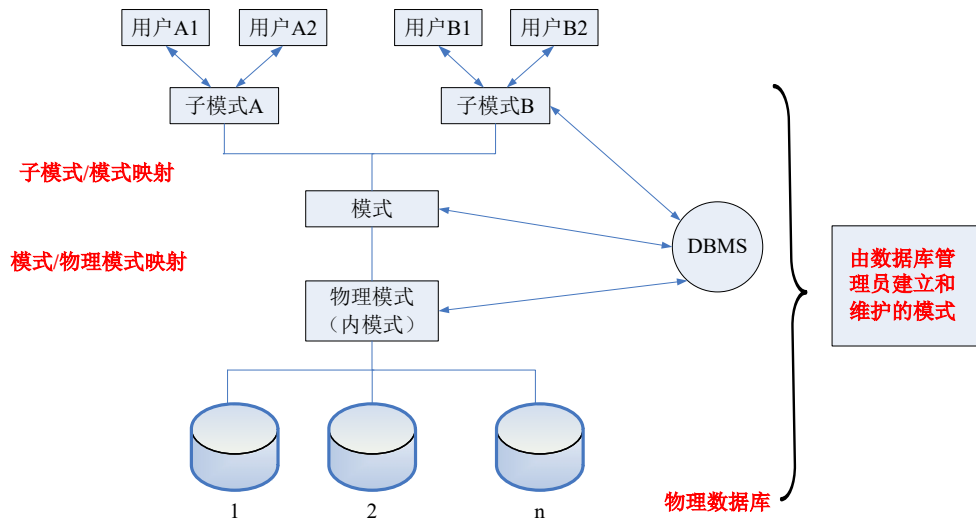 用户A1
用户A2
用户B1
用户B2
子模式A
子模式B
子模式/模式映射
模式
DBMS
模式/物理模式映射
物理模式
（内模式）
由数据库管
理员建立和
维护的模式
物理数据库
1
2
n